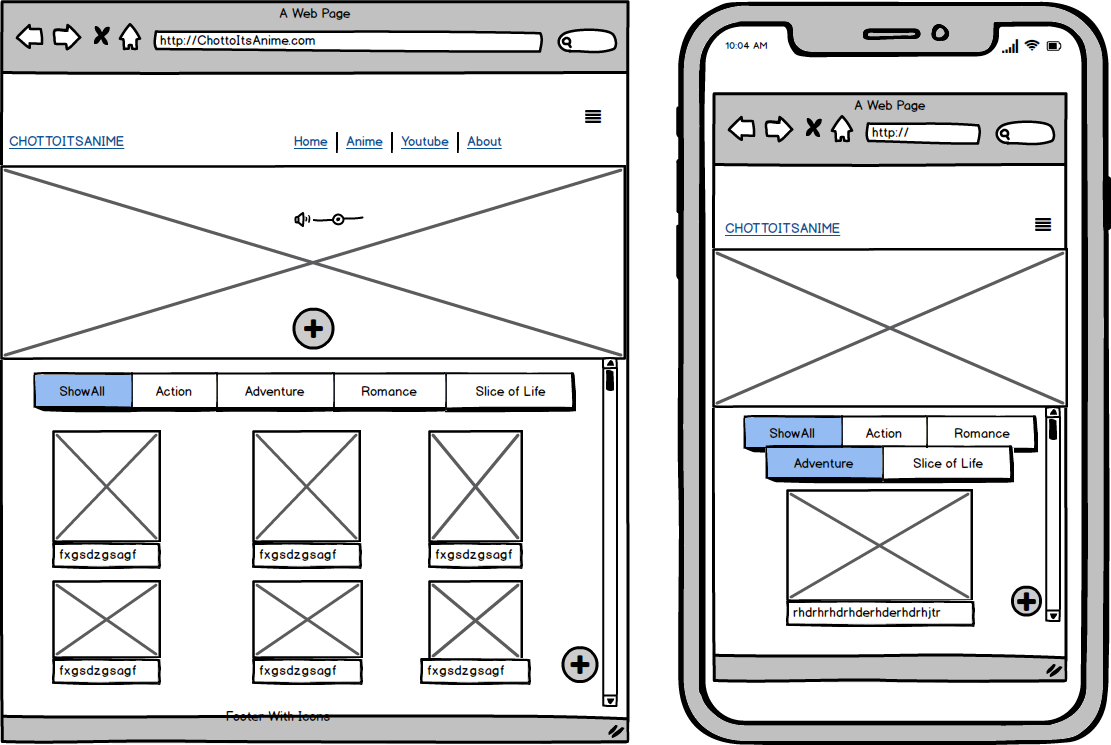 A Web Page
http://ChottoItsAnime.com
CHOTTOITSANIME
Home Anime Youtube About
ShowAll Action Adventure Romance Slice of Life
fxgsdzgsagf fxgsdzgsagf fxgsdzgsagf
fxgsdzgsagf fxgsdzgsagf fxgsdzgsagf
Footer With Icons
10:04 AM
A Web Page
http://
CHOTTOITSANIME
ShowAll Action Romance
Adventure Slice of Life
rhdrhrhdrhderhderhdrhjtr